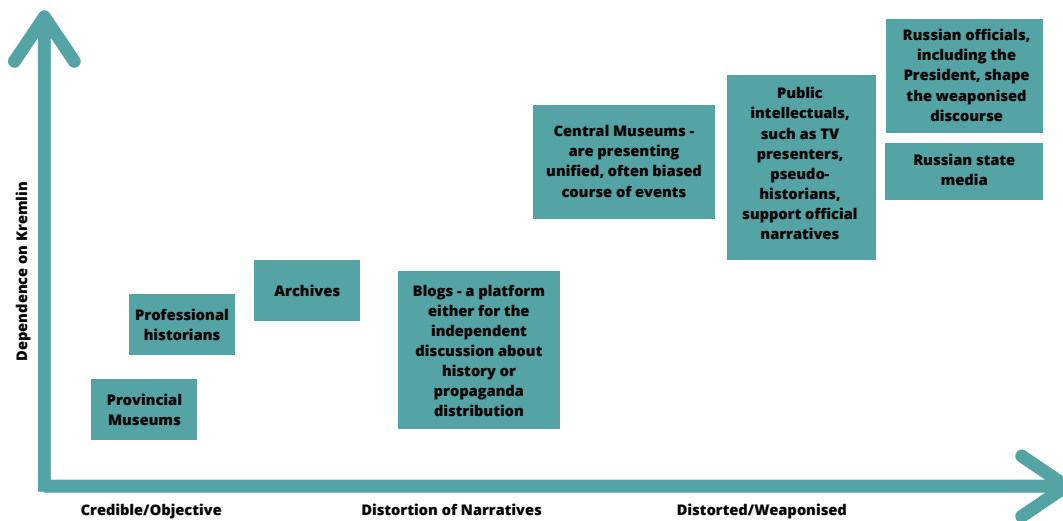 Dependence on Kremlin
Provincial
Museums
Professional
historians
Archives
Blogs - a platform
either for the
independent
discussion about
history or
propaganda
distribution
Central Museums -
are presenting
unified, often biased
course of events
Public
intellectuals,
such as TV
presenters,
pseudo-
historians,
support official
narratives
Russian officials,
including the
President, shape
the weaponised
discourse
Russian state
media
Credible/Objective
Distortion of Narratives
Distorted/Weaponised